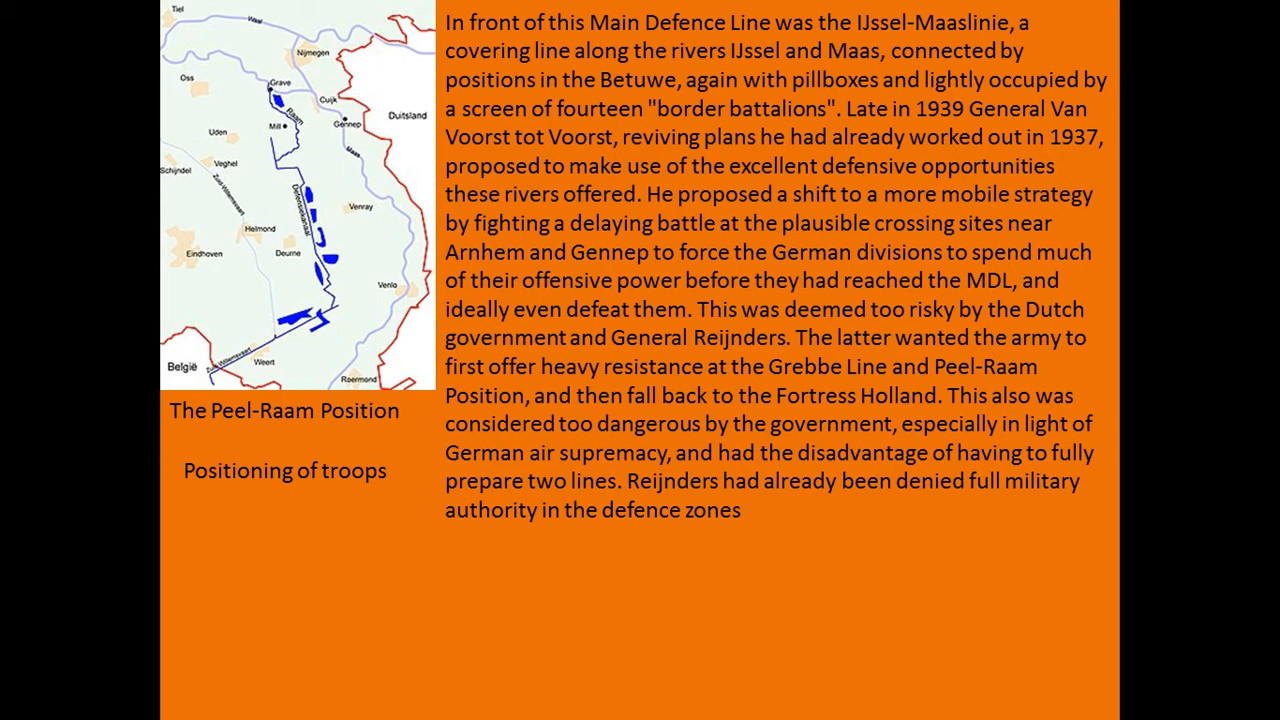 Tiel
Waal
Nijmegen
Oss
Grave
Cuijk
Raam
Duitsland
Mill
Gennep
Uden
Maas
Veghel
Schijndel
Zuid-Willemsvaart
Defensiekanaal
Venray
Helmond
Eindhoven
Deurne
Venlo
België
Zuid-Willemsvaart
Weert
Roermond
The Peel-Raam Position
Positioning of troops
In front of this Main Defence Line was the IJssel-Maaslinie, a
covering line along the rivers IJssel and Maas, connected by
positions in the Betuwe, again with pillboxes and lightly occupied by
a screen of fourteen "border battalions". Late in 1939 General Van
Voorst tot Voorst, reviving plans he had already worked out in 1937,
proposed to make use of the excellent defensive opportunities
these rivers offered. He proposed a shift to a more mobile strategy
by fighting a delaying battle at the plausible crossing sites near
Arnhem and Gennep to force the German divisions to spend much
of their offensive power before they had reached the MDL, and
ideally even defeat them. This was deemed too risky by the Dutch
government and General Reijnders. The latter wanted the army to
first offer heavy resistance at the Grebbe Line and Peel-Raam
Position, and then fall back to the Fortress Holland. This also was
considered too dangerous by the government, especially in light of
German air supremacy, and had the disadvantage of having to fully
prepare two lines. Reijnders had already been denied full military
authority in the defence zones